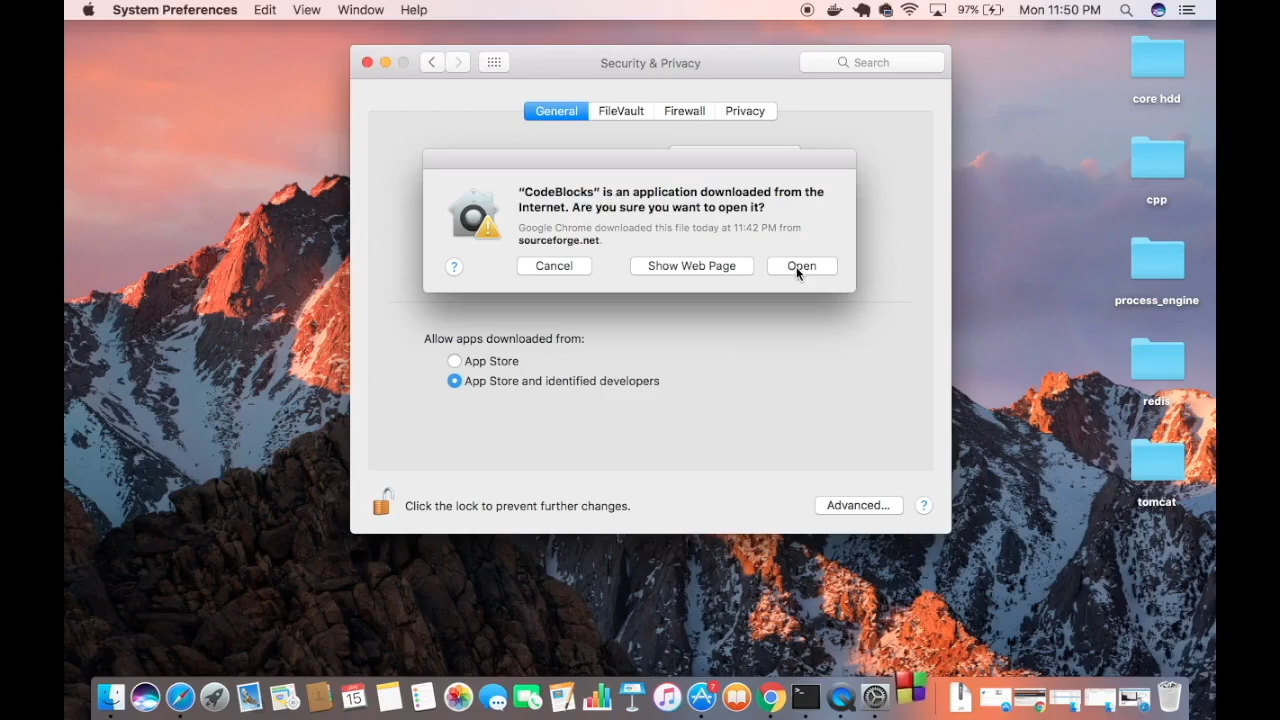 System Preferences Edit View Window Help 97% Mon 11:50 PM
Security & Privacy
Search
General FileVault Firewall Privacy
“CodeBlocks” is an application downloaded from the
Internet. Are you sure you want to open it?
Google Chrome downloaded this file today at 11:42 PM from
sourceforge.net.
? Cancel Show Web Page Open
Allow apps downloaded from:
App Store
App Store and identified developers
Click the lock to prevent further changes.
Advanced... ?
core hdd
cpp
process_engine
redis
tomcat
15
7